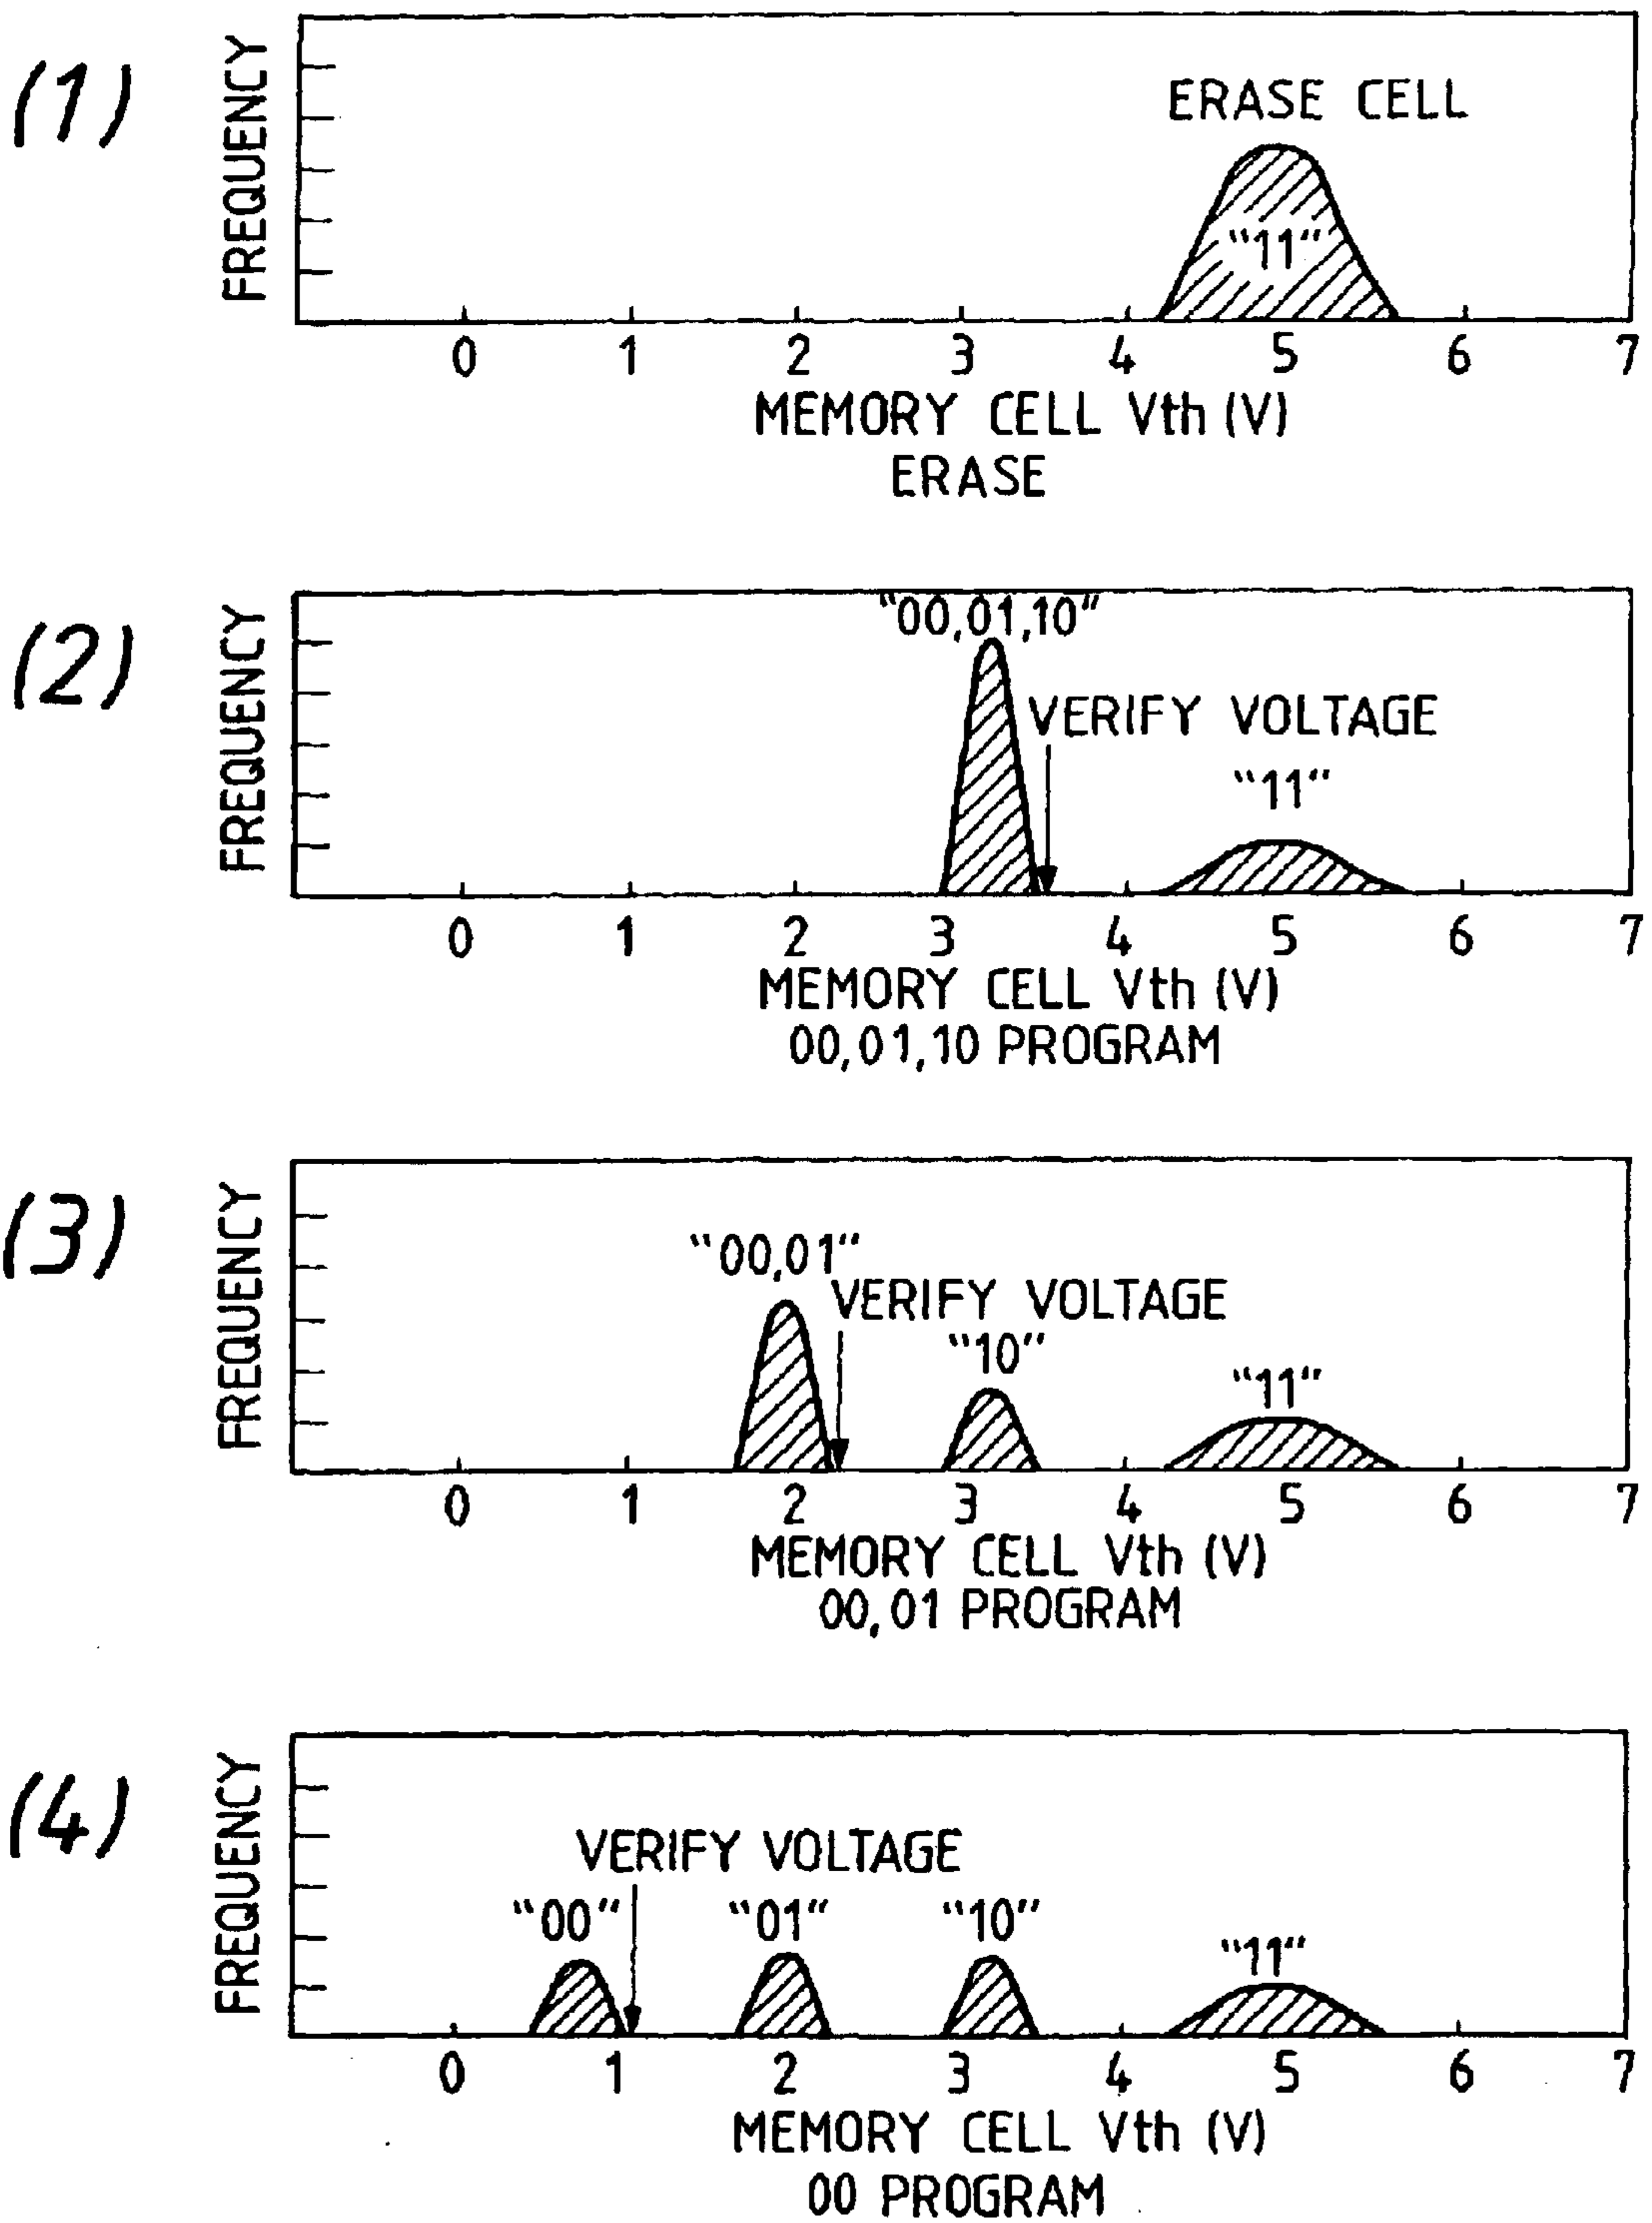 (1)
FREQUENCY
ERASE CELL
"11"
0 1 2 3 4 5 6 7
MEMORY CELL Vth (V)
ERASE
(2)
FREQUENCY
"00,01,10"
VERIFY VOLTAGE
"11"
0 1 2 3 4 5 6 7
MEMORY CELL Vth (V)
00,01,10 PROGRAM
(3)
FREQUENCY
"00,01"
VERIFY VOLTAGE
"10"
"11"
0 1 2 3 4 5 6 7
MEMORY CELL Vth (V)
00,01 PROGRAM
(4)
FREQUENCY
VERIFY VOLTAGE
"00" "01" "10" "11"
0 1 2 3 4 5 6 7
MEMORY CELL Vth (V)
00 PROGRAM